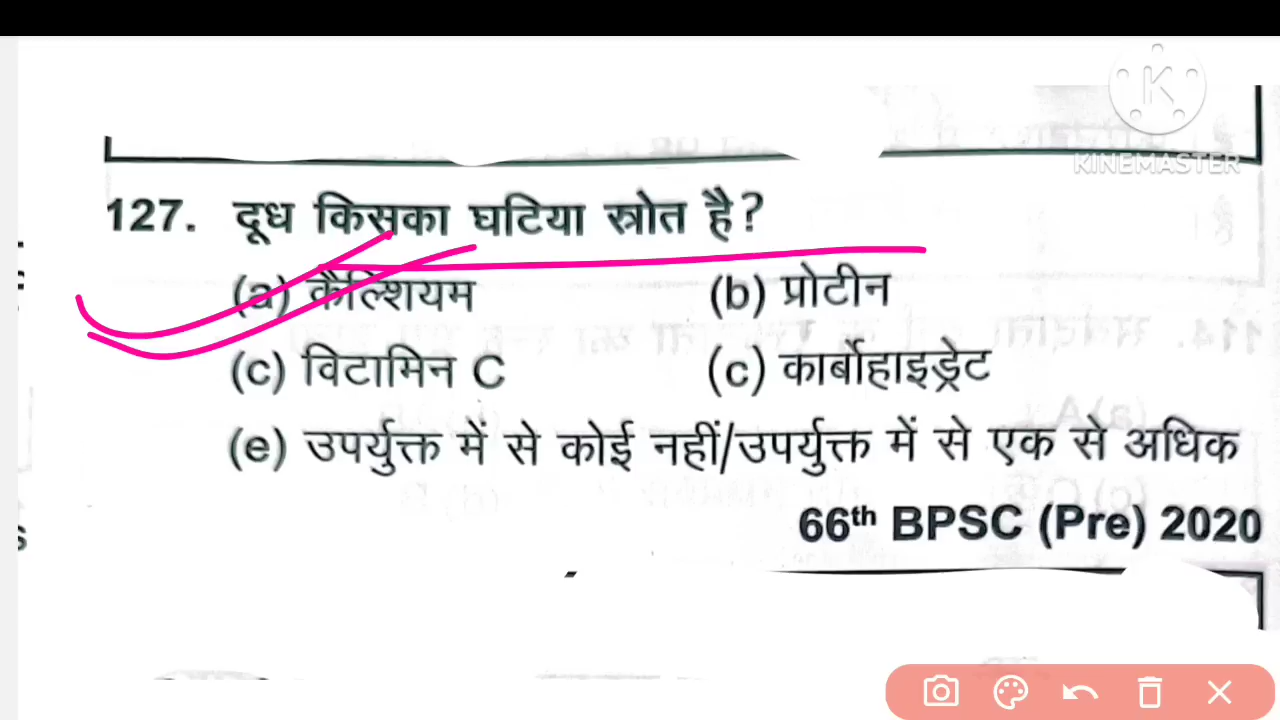 KINEMASTER
127. दूध किसका घटिया स्रोत है?
(a) कैल्शियम (b) प्रोटीन
(c) विटामिन C (c) कार्बोहाइड्रेट
(e) उपर्युक्त में से कोई नहीं/उपर्युक्त में से एक से अधिक
66th BPSC (Pre) 2020